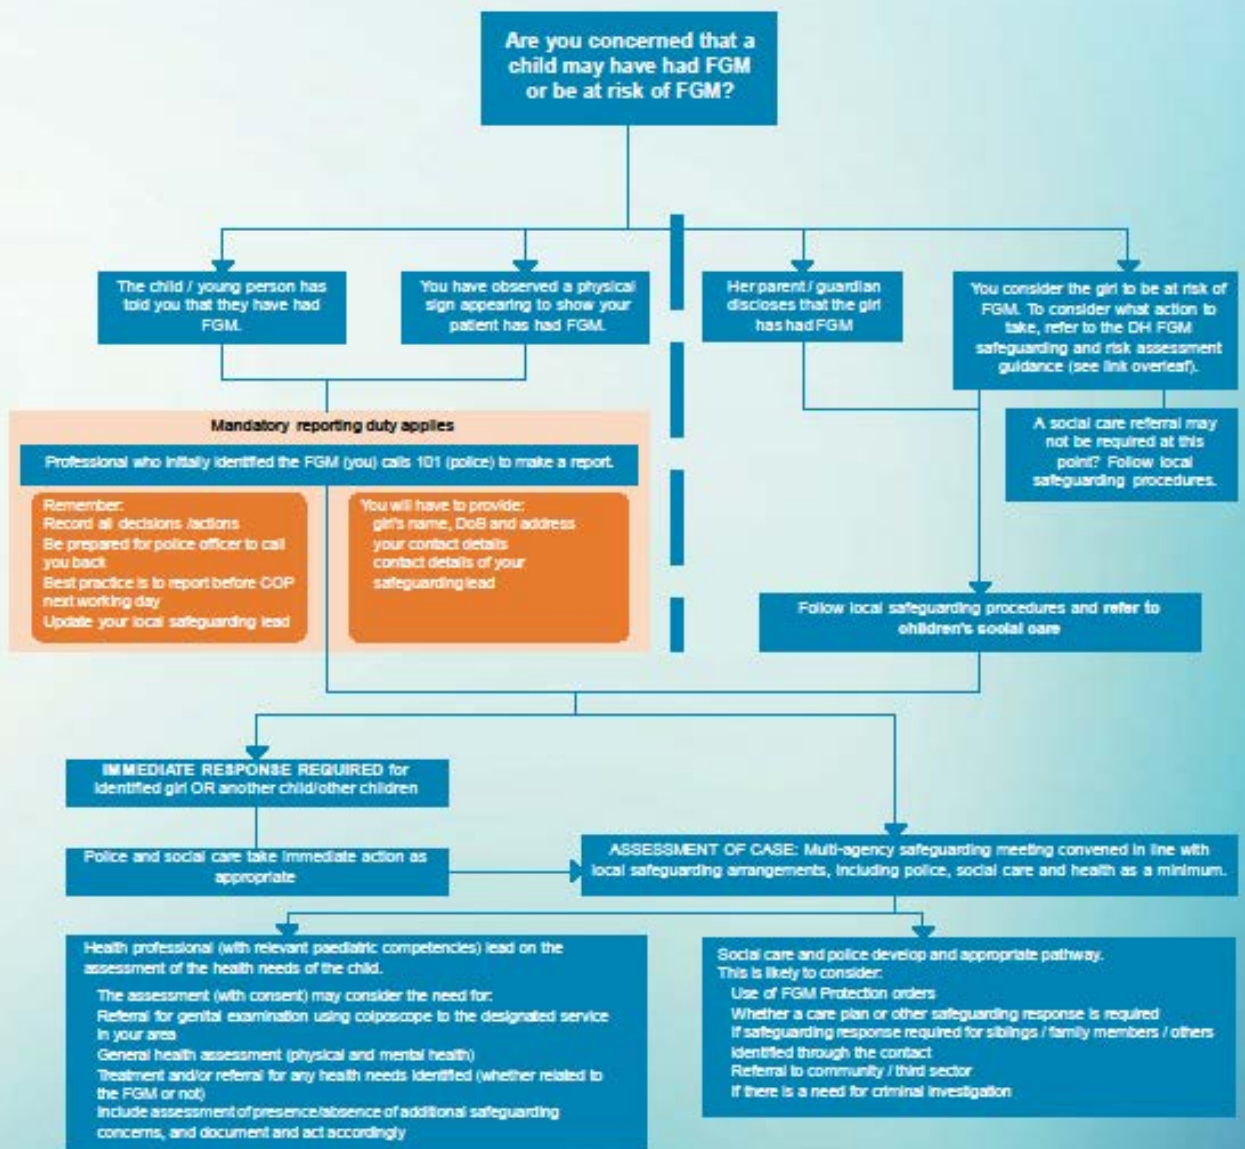 Are you concerned that a
child may have had FGM
or be at risk of FGM?
The child / young person has
told you that they have had
FGM.
You have observed a physical
sign appearing to show your
patient has had FGM.
Her parent / guardian
discloses that the girl
has had FGM
You consider the girl to be at risk of
FGM. To consider what action to
take, refer to the DH FGM
safeguarding and risk assessment
guidance (see link overleaf).
A social care referral may
not be required at this
point? Follow local
safeguarding procedures.
Mandatory reporting duty applies
Professional who initially identified the FGM (you) calls 101 (police) to make a report.
Remember:
Record all decisions /actions
Be prepared for police officer to call
you back
Best practice is to report before COP
next working day
Update your local safeguarding lead
You will have to provide:
girl's name, DoB and address
your contact details
contact details of your
safeguarding lead
Follow local safeguarding procedures and refer to
children's social care
IMMEDIATE RESPONSE REQUIRED for
identified girl OR another child/other children
Police and social care take immediate action as
appropriate
ASSESSMENT OF CASE: Multi-agency safeguarding meeting convened in line with
local safeguarding arrangements, including police, social care and health as a minimum.
Health professional (with relevant paediatric competencies) lead on the
assessment of the health needs of the child.
The assessment (with consent) may consider the need for:
Referral for genital examination using colposcope to the designated service
in your area
General health assessment (physical and mental health)
Treatment and/or referral for any health needs identified (whether related to
the FGM or not)
Include assessment of presence/absence of additional safeguarding
concerns, and document and act accordingly
Social care and police develop and appropriate pathway.
This is likely to consider:
Use of FGM Protection orders
Whether a care plan or other safeguarding response is required
If safeguarding response required for siblings / family members / others
identified through the contact
Referral to community / third sector
If there is a need for criminal investigation